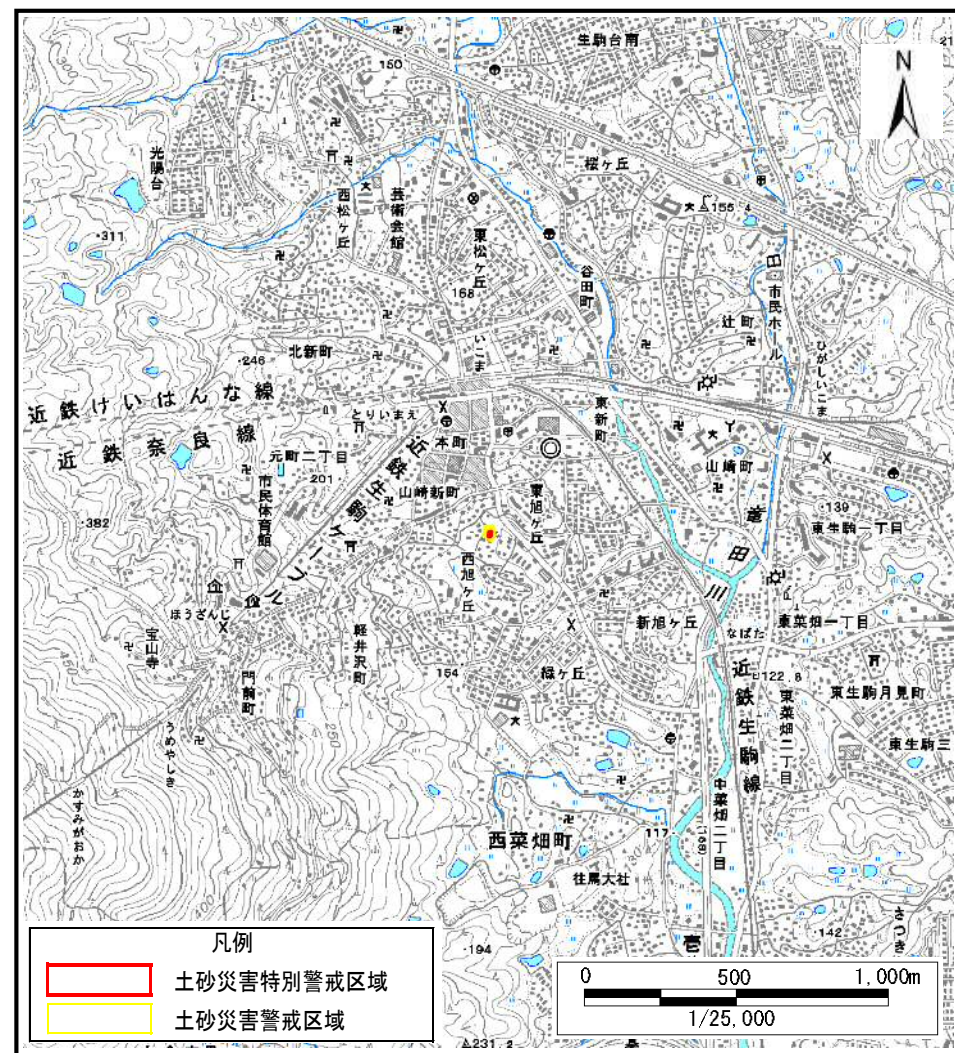 生駒台南
150
N
光陽台
桜ヶ丘
西松ヶ丘
芸術会館
155.4
311
東松ヶ丘
谷田町
168
市民ホール
辻町
いこま
ひがしいこま
北新町
246
近鉄けいはんな線
とりいまえ
東新町
近鉄奈良線
本町
元町二丁目
近鉄生駒ケーブル
山崎町
201
山崎新町
市民体育館
東旭ヶ丘
382
139
東生駒一丁目
竜田川
西旭ヶ丘
ほうざんじ
新旭ヶ丘
なばた
東菜畑一丁目
宝山寺
軽井沢町
154
緑ヶ丘
122.8
門前町
近鉄生駒線
東菜畑二丁目
東生駒月見町
うめやしき
250
東生駒三
かすみがおか
中菜畑二丁目
西菜畑町
117
(168)
往馬大社
400
さつき
壱
142
194
凡例
土砂災害特別警戒区域
土砂災害警戒区域
0 500 1,000m
1/25,000
231.2